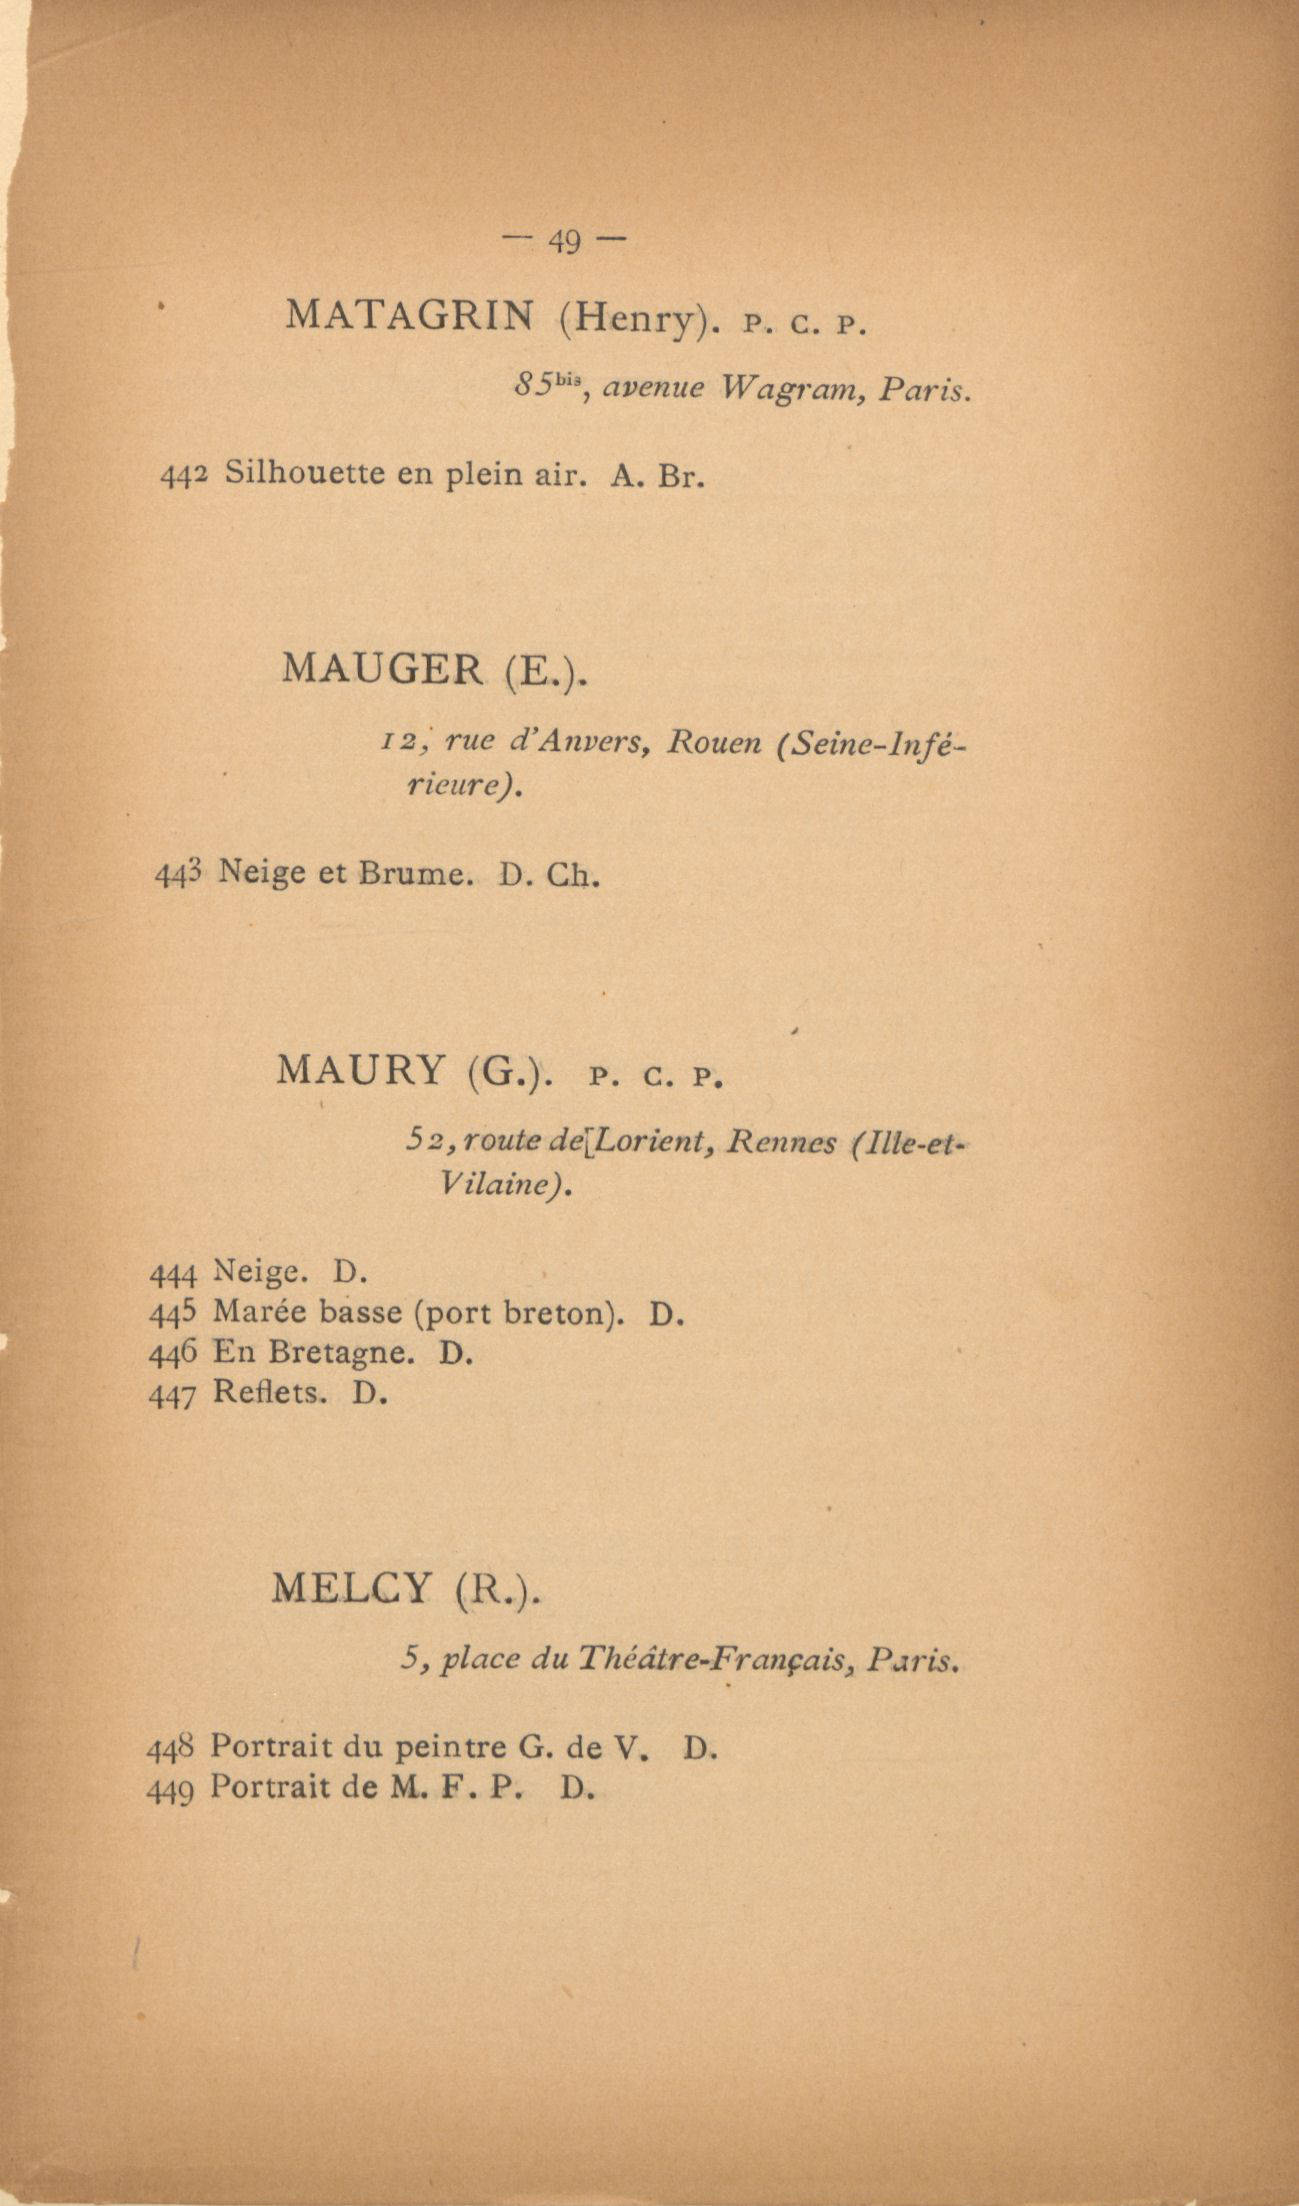 — 49 —
MATAGRIN (Henry). P. C. P.
85bis, avenue Wagram, Paris.
442 Silhouette en plein air. A. Br.
MAUGER (E.).
12, rue d'Anvers, Rouen (Seine-Infé-
rieure).
443 Neige et Brume. D. Ch.
MAURY (G.). P. C. P.
52, route de[Lorient, Rennes (Ille-et-
Vilaine).
444 Neige. D.
445 Marée basse (port breton). D.
446 En Bretagne. D.
447 Reflets. D.
MELCY (R.).
5, place du Théâtre-Français, Paris.
448 Portrait du peintre G. de V. D.
449 Portrait de M. F. P. D.